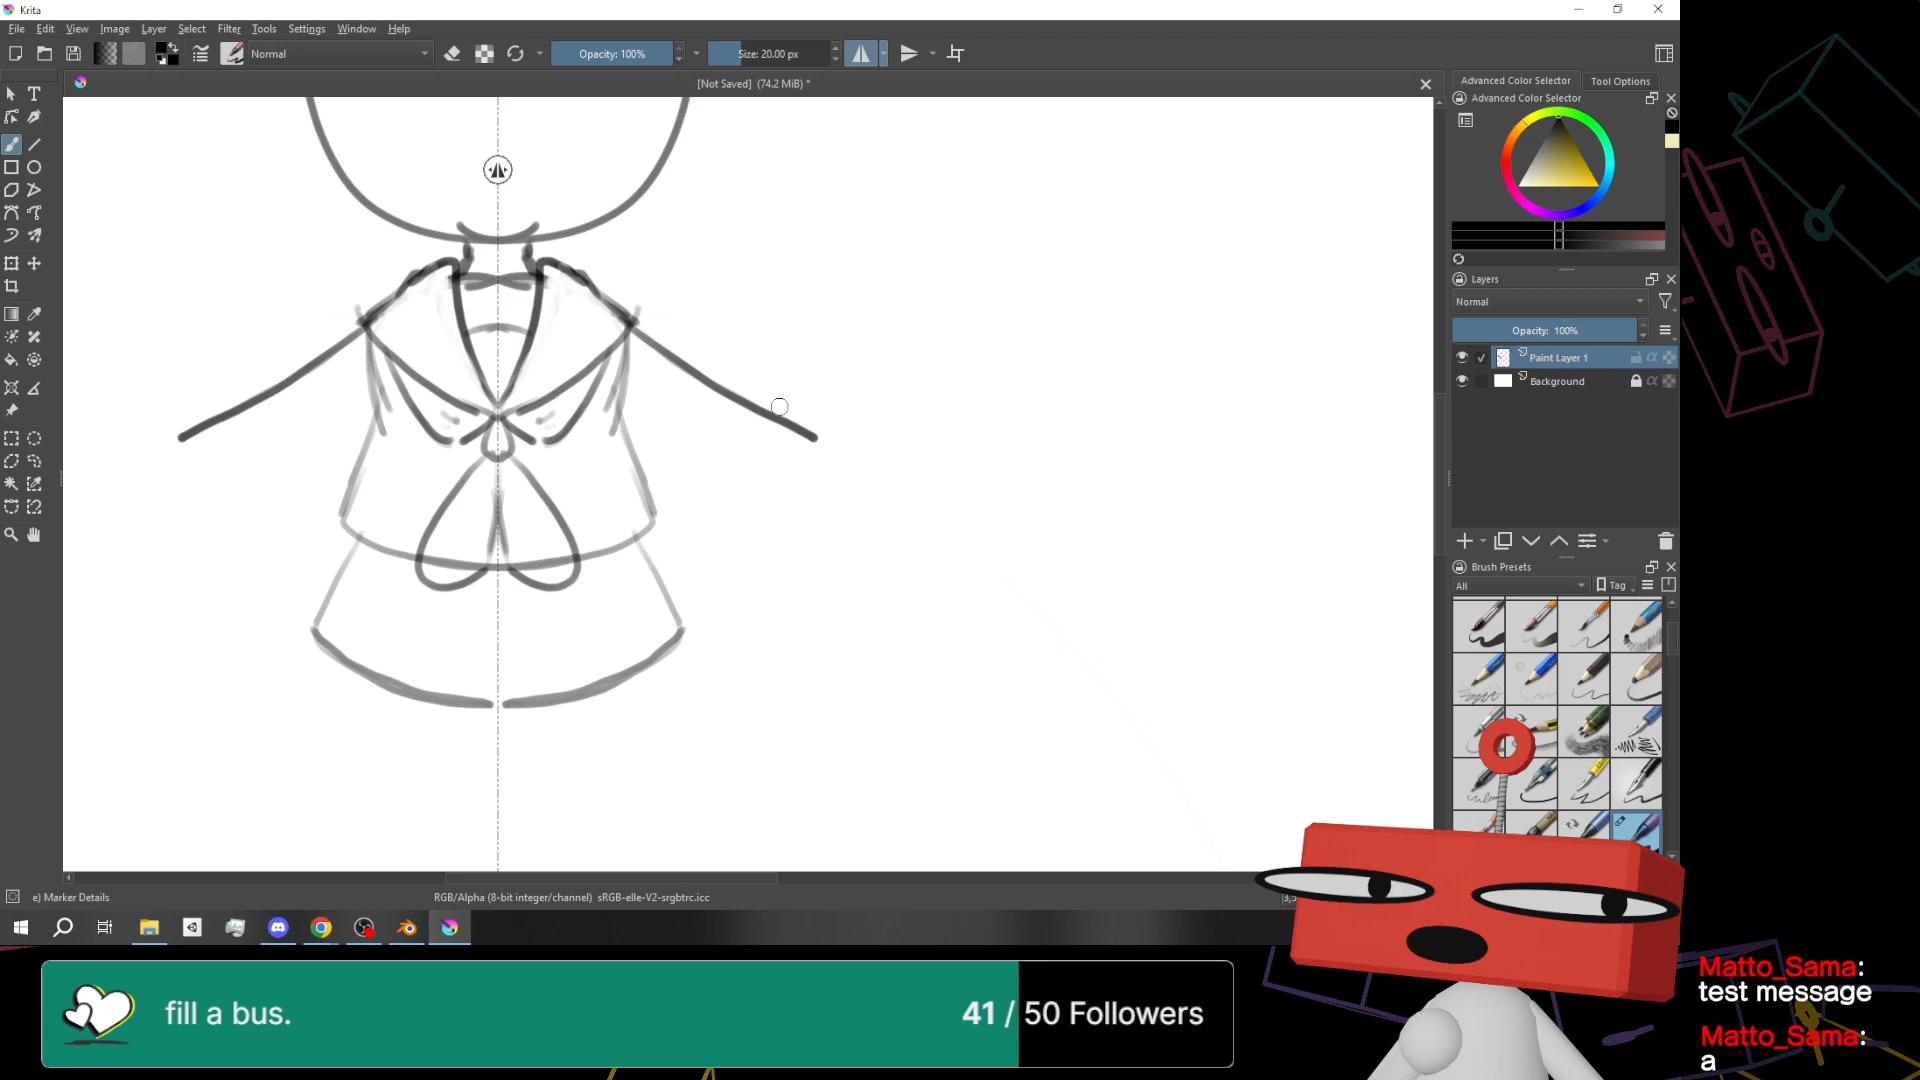 Krita
File Edit View Image Layer Select Filter Tools Settings Window Help
Normal
Opacity: 100%
Size: 20.00 px
[Not Saved] (74.2 MiB) *
Advanced Color Selector
Tool Options
Advanced Color Selector
Layers
Normal
Opacity: 100%
Paint Layer 1
Background
Brush Presets
All
Tag
e) Marker Details
RGB/Alpha (8-bit integer/channel) sRGB-elle-V2-srgbtrc.icc
fill a bus.
41 / 50 Followers
Matto_Sama:
test message
Matto_Sama:
a